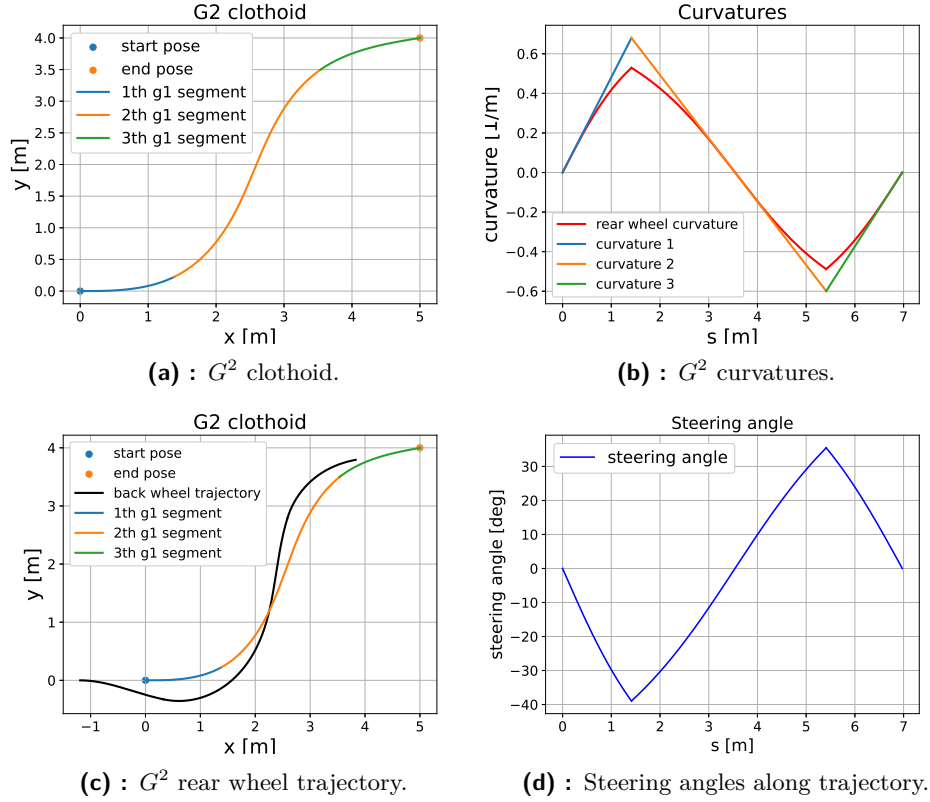 G2 clothoid
4.0
3.5
3.0
2.5
2.0
1.5
1.0
0.5
0.0
y [m]
start pose
end pose
1th g1 segment
2th g1 segment
3th g1 segment
0 1 2 3 4 5
x [m]
(a) : G² clothoid.
Curvatures
0.6
0.4
0.2
0.0
−0.2
−0.4
−0.6
curvature [1/m]
rear wheel curvature
curvature 1
curvature 2
curvature 3
0 1 2 3 4 5 6 7
s [m]
(b) : G² curvatures.
G2 clothoid
4
3
2
1
0
y [m]
start pose
end pose
back wheel trajectory
1th g1 segment
2th g1 segment
3th g1 segment
−1 0 1 2 3 4 5
x [m]
(c) : G² rear wheel trajectory.
Steering angle
30
20
10
0
−10
−20
−30
−40
steering angle [deg]
steering angle
0 1 2 3 4 5 6 7
s [m]
(d) : Steering angles along trajectory.